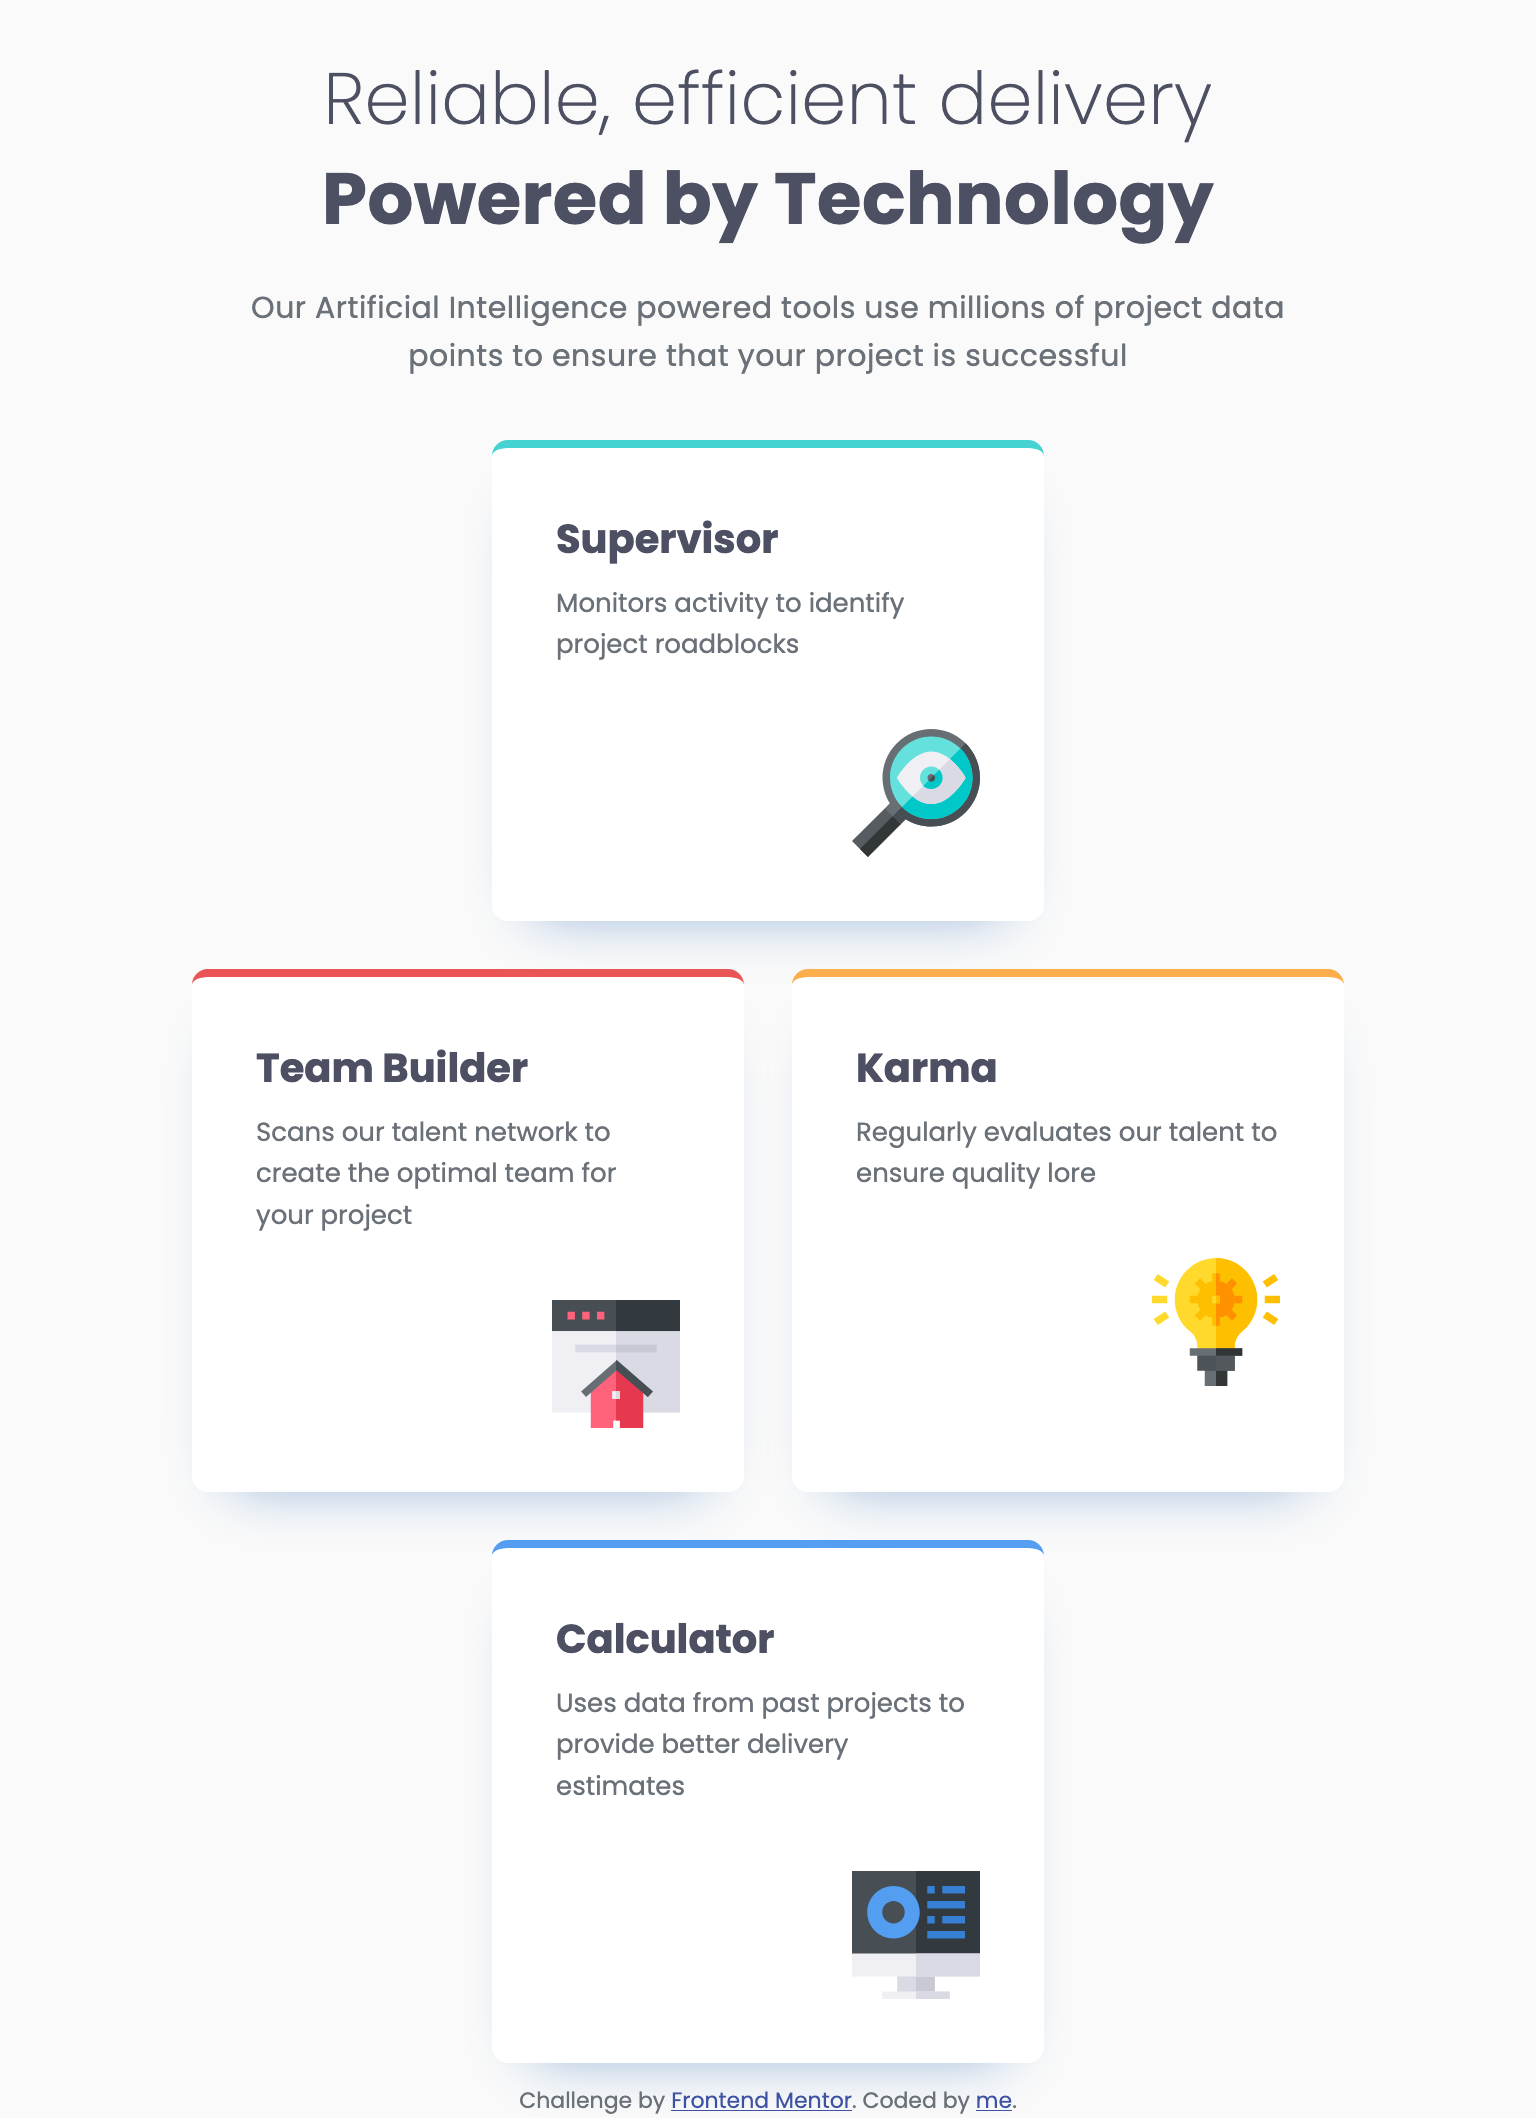 Reliable, efficient delivery
Powered by Technology
Our Artificial Intelligence powered tools use millions of project data
points to ensure that your project is successful
Supervisor
Monitors activity to identify
project roadblocks
Team Builder
Scans our talent network to
create the optimal team for
your project
Karma
Regularly evaluates our talent to
ensure quality lore
Calculator
Uses data from past projects to
provide better delivery
estimates
Challenge by Frontend Mentor. Coded by me.